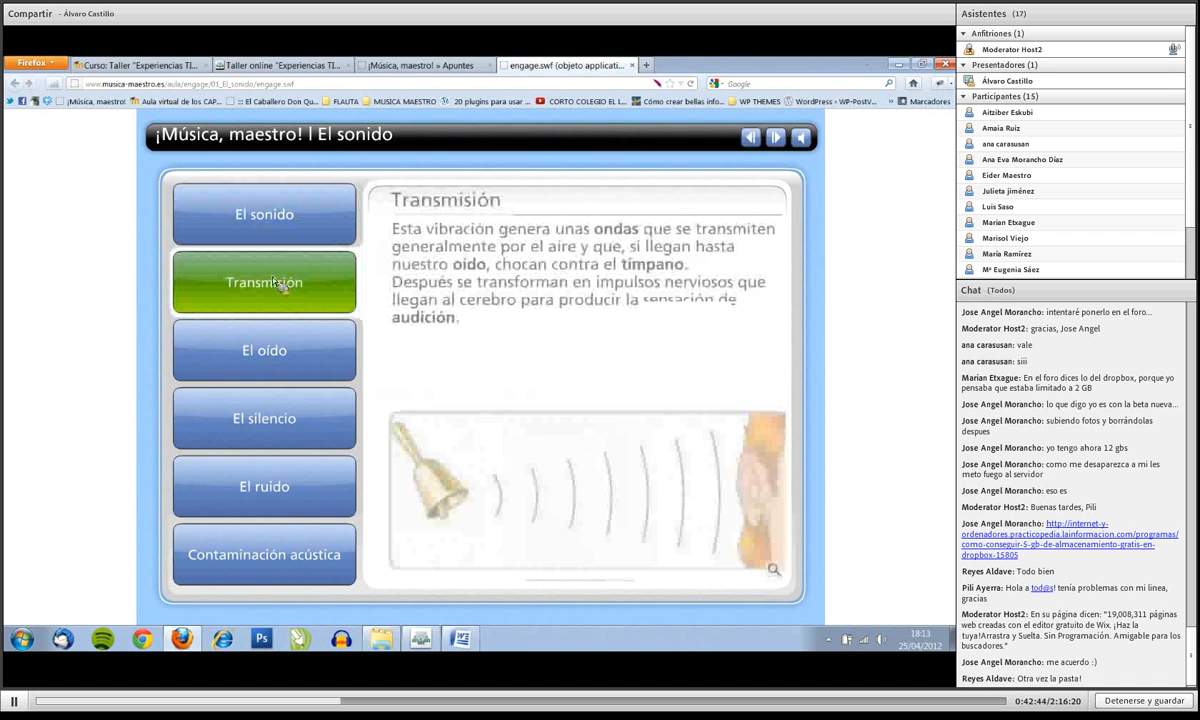 Compartir - Álvaro Castillo
Firefox
Curso: Taller "Experiencias TI...
Taller online "Experiencias TI...
¡Música, maestro! » Apuntes
engage.swf (objeto applicati...
www.musica-maestro.es/aula/engage/01_El_sonido/engage.swf
Google
¡Música, maestro!
Aula virtual de los CAP...
:: El Caballero Don Qu...
FLAUTA
MUSICA MAESTRO
20 plugins para usar ...
CORTO COLEGIO EL L...
Cómo crear bellas info...
WP THEMES
WordPress › WP-PostV...
»
Marcadores
¡Música, maestro! | El sonido
El sonido
Transmisión
El oído
El silencio
El ruido
Contaminación acústica
Transmisión
Esta vibración genera unas ondas que se transmiten
generalmente por el aire y que, si llegan hasta
nuestro oído, chocan contra el tímpano.
Después se transforman en impulsos nerviosos que
llegan al cerebro para producir la sensación de
audición.
Ps
18:13
25/04/2012
Asistentes (17)
Anfitriones (1)
Moderator Host2
Presentadores (1)
Álvaro Castillo
Participantes (15)
Aitziber Eskubi
Amaia Ruiz
ana carasusan
Ana Eva Morancho Díaz
Eider Maestro
Julieta jiménez
Luis Saso
Marian Etxague
Marisol Viejo
María Ramírez
Mª Eugenia Sáez
Chat (Todos)
Jose Angel Morancho: intentaré ponerlo en el foro...
Moderator Host2: gracias, Jose Angel
ana carasusan: vale
ana carasusan: siii
Marian Etxague: En el foro dices lo del dropbox, porque yo
pensaba que estaba limitado a 2 GB
Jose Angel Morancho: lo que digo yo es con la beta nueva...
Jose Angel Morancho: subiendo fotos y borrándolas
despues
Jose Angel Morancho: yo tengo ahora 12 gbs
Jose Angel Morancho: como me desaparezca a mi les
meto fuego al servidor
Jose Angel Morancho: eso es
Moderator Host2: Buenas tardes, Pili
Jose Angel Morancho: http://internet-y-
ordenadores.practicopedia.lainformacion.com/programas/
como-conseguir-5-gb-de-almacenamiento-gratis-en-
dropbox-15805
Reyes Aldave: Todo bien
Pili Ayerra: Hola a tod@s! tenía problemas con mi linea,
gracias
Moderator Host2: En su página dicen: "19,008,311 páginas
web creadas con el editor gratuito de Wix. ¡Haz la
tuya!Arrastra y Suelta. Sin Programación. Amigable para los
buscadores."
Jose Angel Morancho: me acuerdo :)
Reyes Aldave: Otra vez la pasta!
0:42:44/2:16:20
Detenerse y guardar